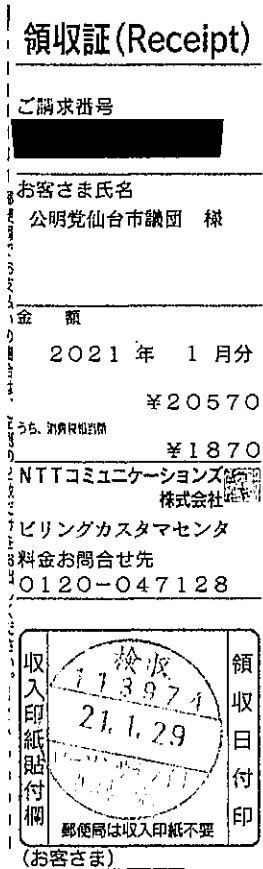 領収証(Receipt)
ご請求番号
お客さま氏名
公明党仙台市議団 様
金 額
2021 年 1 月分
¥20570
うち、消費税相当額
¥1870
NTTコミュニケーションズ
株式会社
ビリングカスタマセンタ
料金お問合せ先
0120-047128
収入印紙貼付欄
検収
113974
21.1.29
領収日付印
郵便局は収入印紙不要
(お客さま)